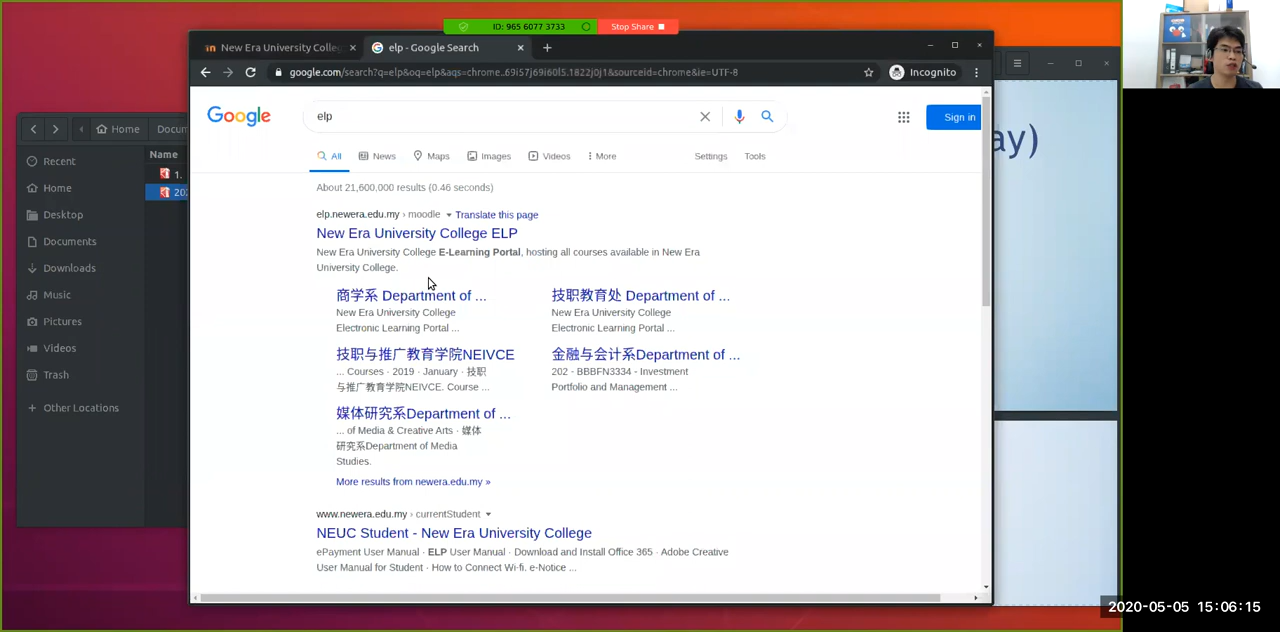 ID: 965 6077 3733
Stop Share
New Era University Colleg
elp - Google Search
google.com/search?q=elp&oq=elp&aqs=chrome..69i57j69i60l5.1822j0j1&sourceid=chrome&ie=UTF-8
Incognito
Home
Docum
Name
Recent
1.
202
Home
Desktop
Documents
Downloads
Music
Pictures
Videos
Trash
Other Locations
Google
elp
Sign in
All
News
Maps
Images
Videos
More
Settings
Tools
About 21,600,000 results (0.46 seconds)
elp.newera.edu.my › moodle
Translate this page
New Era University College ELP
New Era University College E-Learning Portal, hosting all courses available in New Era
University College.
商学系 Department of ...
New Era University College
Electronic Learning Portal ...
技职教育处 Department of ...
New Era University College
Electronic Learning Portal ...
技职与推广教育学院NEIVCE
... Courses · 2019 · January · 技职
与推广教育学院NEIVCE. Course ...
金融与会计系Department of ...
202 - BBBFN3334 - Investment
Portfolio and Management ...
媒体研究系Department of ...
... of Media & Creative Arts · 媒体
研究系Department of Media
Studies.
More results from newera.edu.my »
www.newera.edu.my › currentStudent
NEUC Student - New Era University College
ePayment User Manual · ELP User Manual · Download and Install Office 365 · Adobe Creative
User Manual for Student · How to Connect Wi-fi. e-Notice ...
ay)
2020-05-05 15:06:15